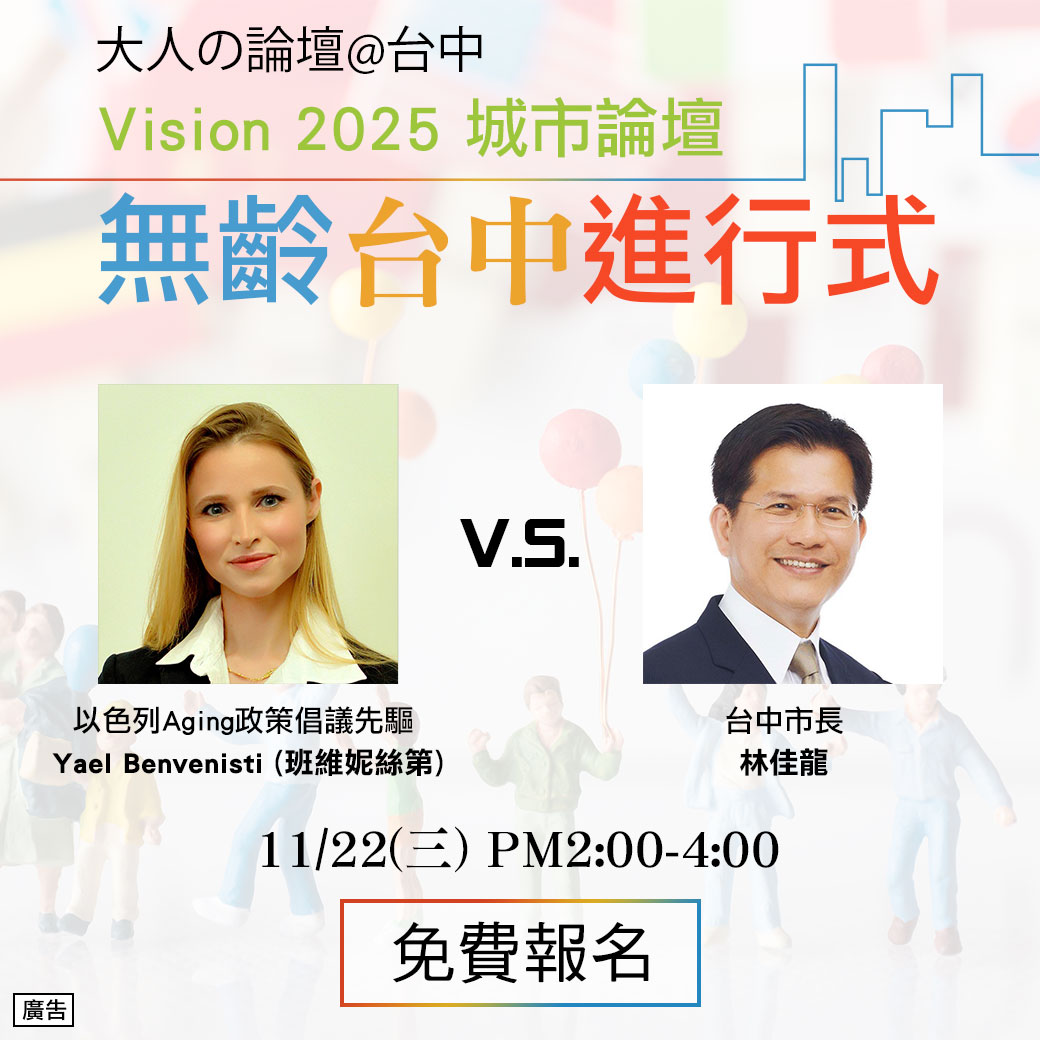 大人の論壇@台中
Vision 2025 城市論壇
無齡台中進行式
V.S.
以色列Aging政策倡議先驅
Yael Benvenisti (班維妮絲第)
台中市長
林佳龍
11/22(三) PM2:00-4:00
免費報名
廣告